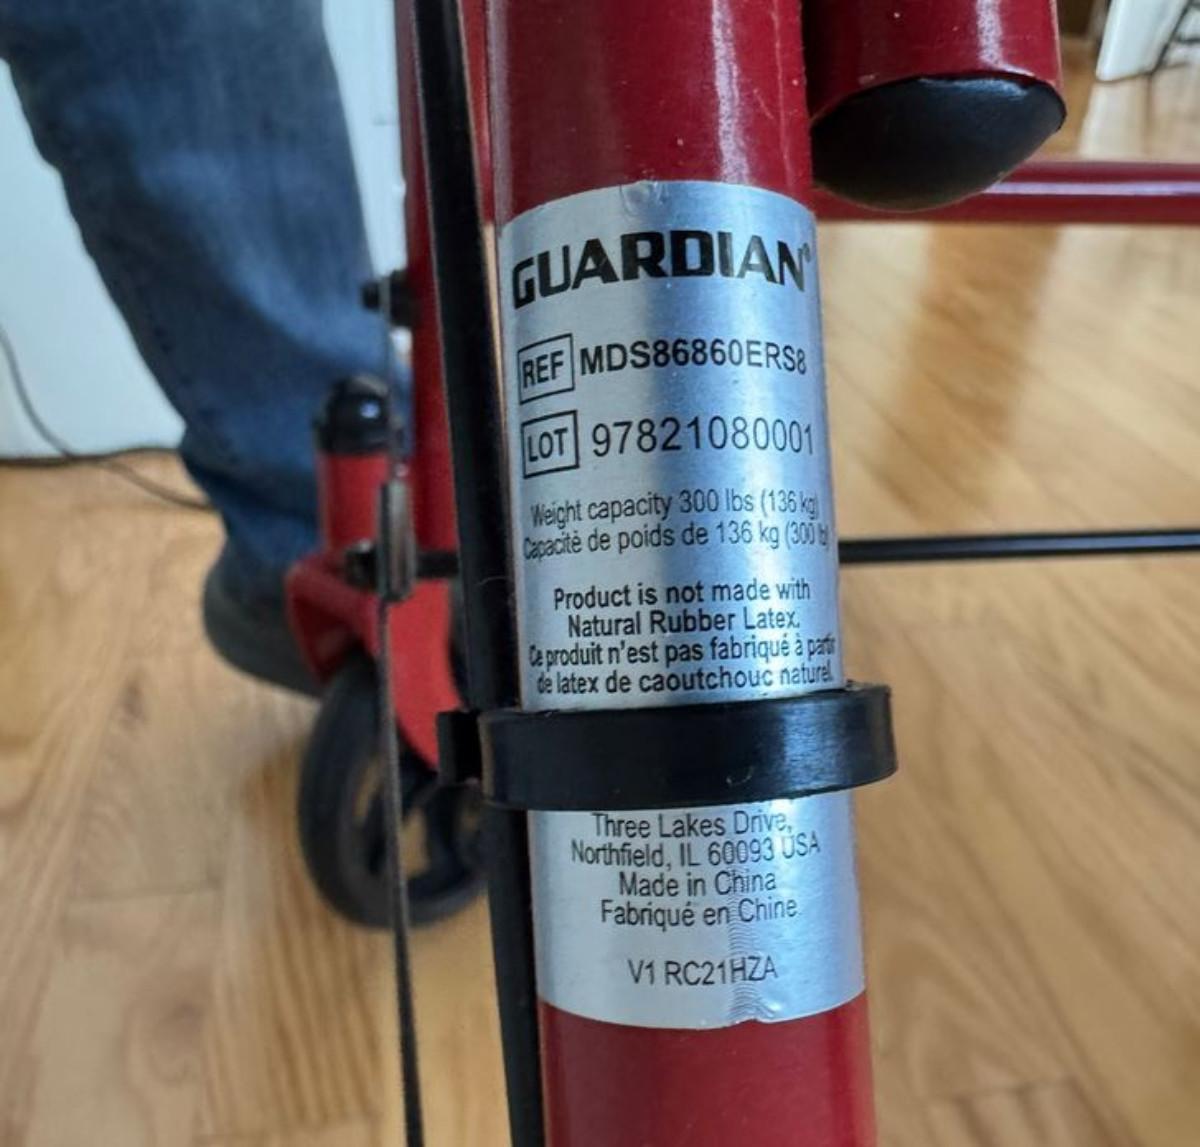 GUARDIAN®
REF MDS86860ERS8
LOT 97821080001
Weight capacity 300 lbs (136 kg)
Capacité de poids de 136 kg (300 lb
Product is not made with
Natural Rubber Latex.
Ce produit n'est pas fabriqué à partir
de latex de caoutchouc naturel.
Three Lakes Drive,
Northfield, IL 60093 USA
Made in China
Fabriqué en Chine
V1 RC21HZA